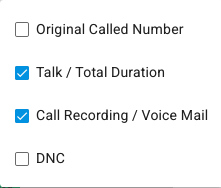 Original Called Number
Talk / Total Duration
Call Recording / Voice Mail
DNC